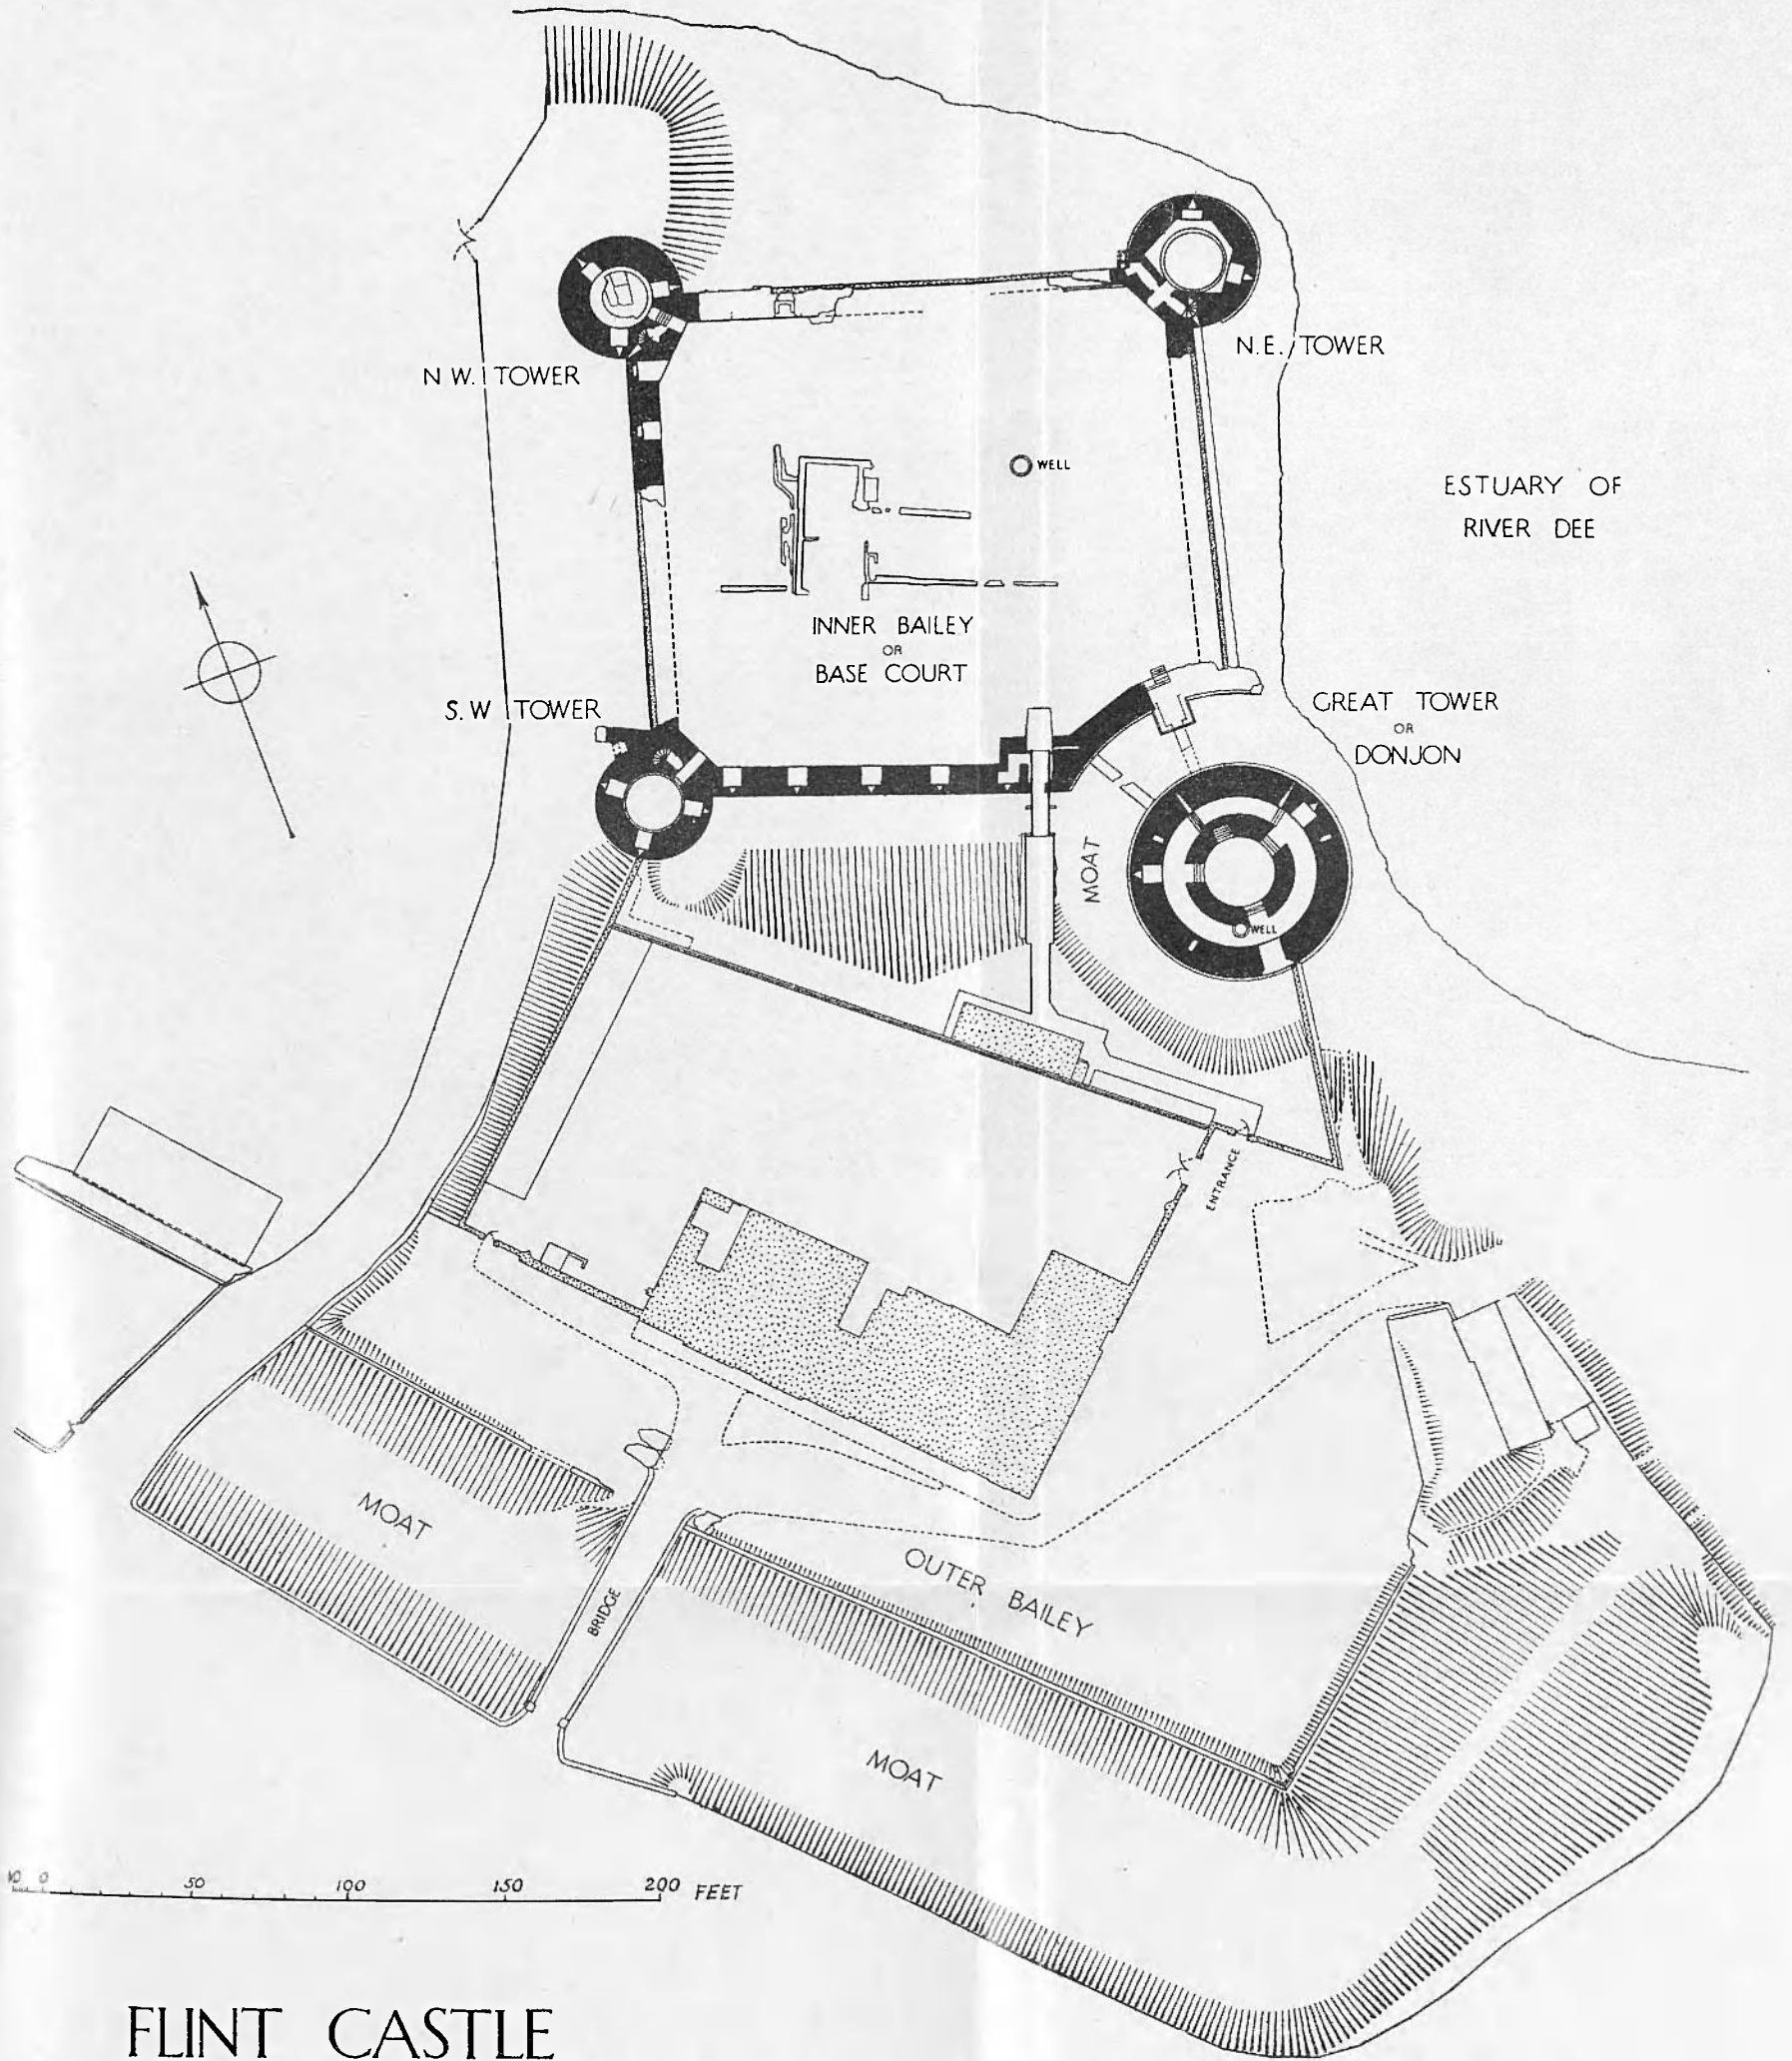 N.W. TOWER
N.E. TOWER
WELL
ESTUARY OF
RIVER DEE
INNER BAILEY
OR
BASE COURT
S.W TOWER
GREAT TOWER
OR
DONJON
MOAT
WELL
ENTRANCE
MOAT
OUTER BAILEY
BRIDGE
MOAT
10 0 50 100 150 200 FEET
FLINT CASTLE